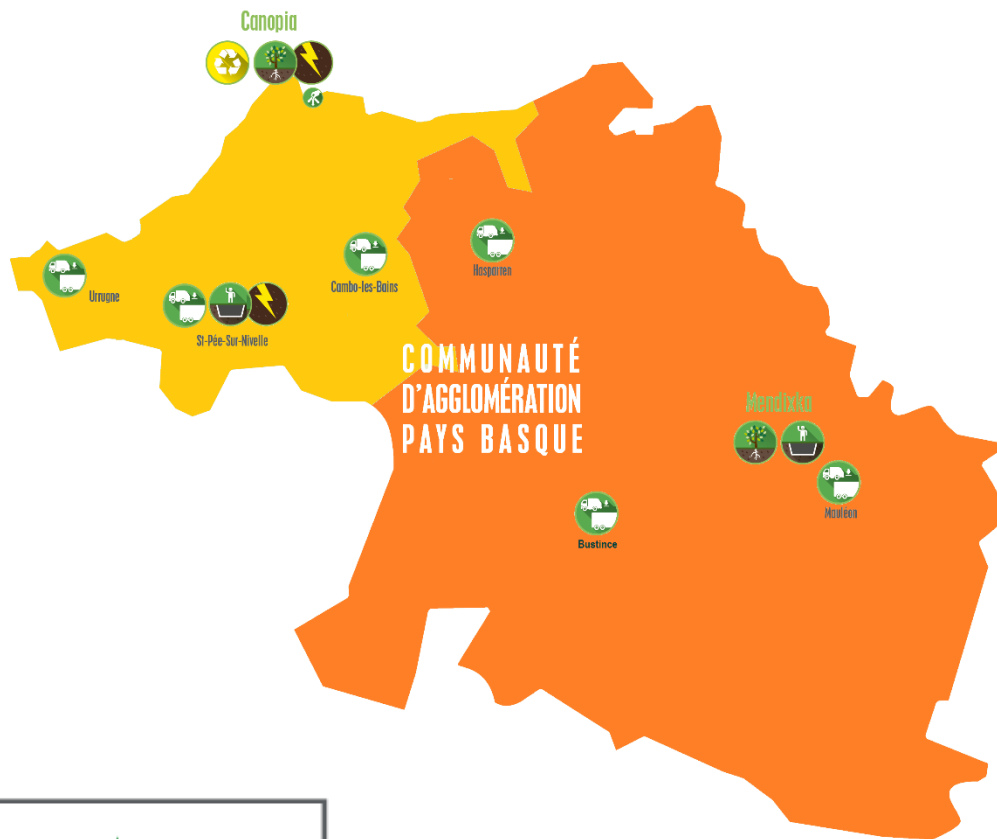 Canopia
Urrugne
St-Pée-Sur-Nivelle
Cambo-les-Bains
Hasparren
COMMUNAUTÉ
D'AGGLOMÉRATION
PAYS BASQUE
Mendixka
Mauléon
Bustince